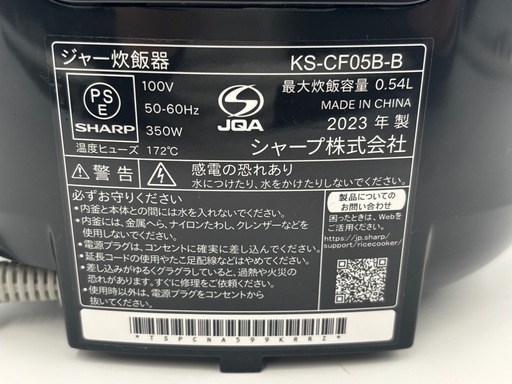 ジャー炊飯器
KS-CF05B-B
PS
E
SHARP
100V
50-60Hz
350W
温度ヒューズ 172℃
JQA
最大炊飯容量 0.54L
MADE IN CHINA
2023 年 製
シャープ株式会社
警告
感電の恐れあり
水につけたり、水をかけたりしないでください。
必ずお守りください
・内釜と本体との間には水を入れないでください。
・内釜には、金属へら、ナイロンたわし、クレンザーなどを
使用しないでください。
・電源プラグは、コンセントに確実に差し込んでください。
・延長コードの使用やたこ足配線などはやめてください。
・差し込みがゆるくグラグラしていると、過熱や火災の
恐れがあります。すぐに修理をご依頼ください。
・使用時以外は、電源プラグをコンセントから
抜いてください。
製品についての
お問い合わせ
困ったときは、Webを
ご活用ください。
https://jp.sharp/
support/ricecooker/
*TSPCNA599KRRZ*